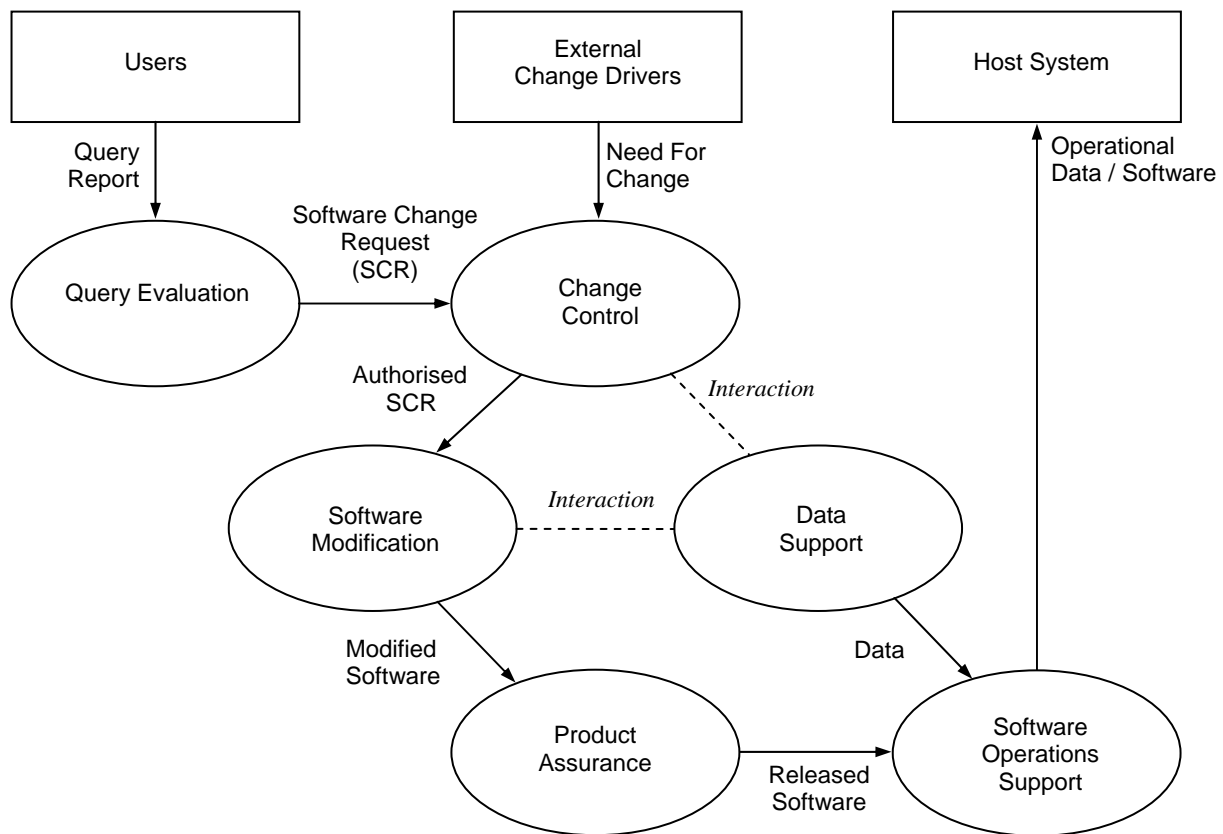 Users
External
Change Drivers
Host System
Query
Report
Need For
Change
Operational
Data / Software
Software Change
Request
(SCR)
Query Evaluation
Change
Control
Authorised
SCR
Interaction
Software
Modification
Interaction
Data
Support
Modified
Software
Data
Product
Assurance
Released
Software
Software
Operations
Support